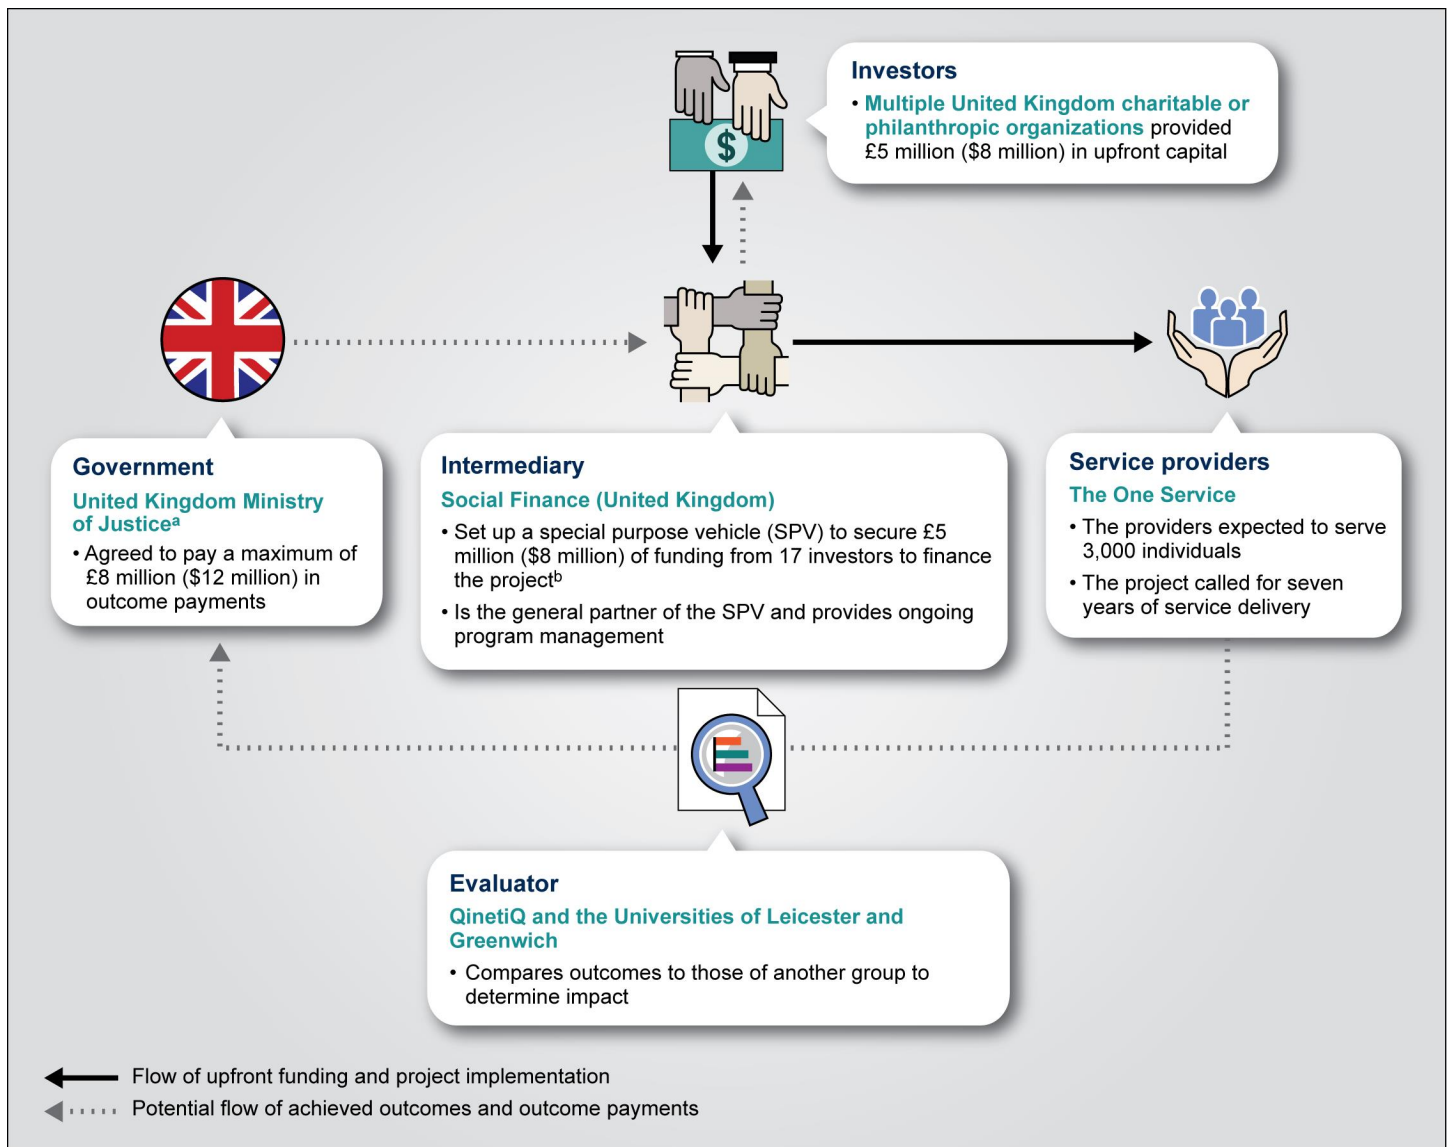 Investors
• Multiple United Kingdom charitable or
philanthropic organizations provided
£5 million ($8 million) in upfront capital
$
Government
United Kingdom Ministry
of Justiceᵃ
• Agreed to pay a maximum of
£8 million ($12 million) in
outcome payments
Intermediary
Social Finance (United Kingdom)
• Set up a special purpose vehicle (SPV) to secure £5
million ($8 million) of funding from 17 investors to finance
the projectᵇ
• Is the general partner of the SPV and provides ongoing
program management
Service providers
The One Service
• The providers expected to serve
3,000 individuals
• The project called for seven
years of service delivery
Evaluator
QinetiQ and the Universities of Leicester and
Greenwich
• Compares outcomes to those of another group to
determine impact
Flow of upfront funding and project implementation
Potential flow of achieved outcomes and outcome payments